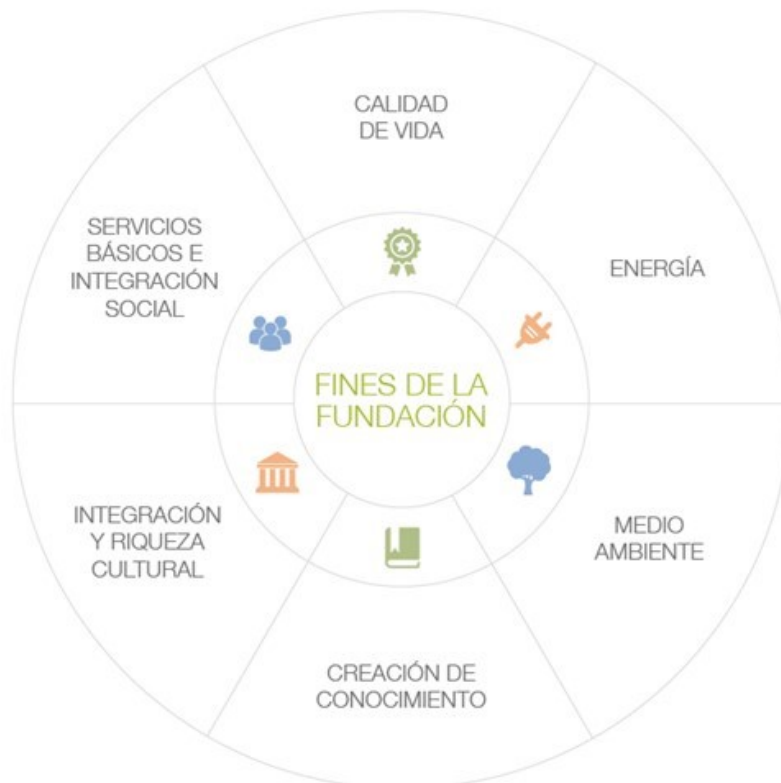 CALIDAD
DE VIDA
SERVICIOS
BÁSICOS E
INTEGRACIÓN
SOCIAL
ENERGÍA
FINES DE LA
FUNDACIÓN
INTEGRACIÓN
Y RIQUEZA
CULTURAL
MEDIO
AMBIENTE
CREACIÓN DE
CONOCIMIENTO